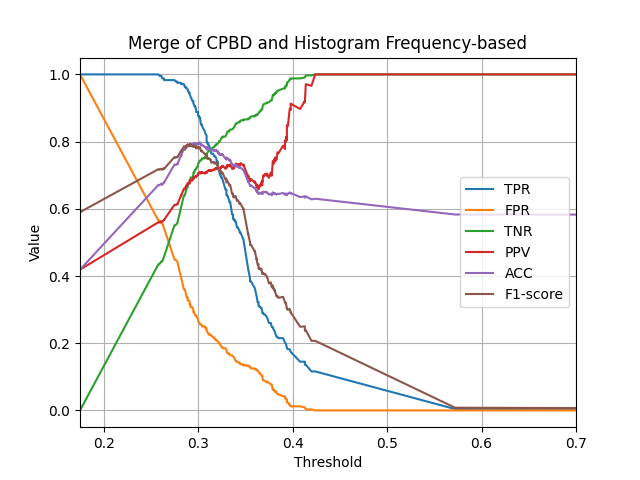 Merge of CPBD and Histogram Frequency-based
1.0
0.8
0.6
0.4
0.2
0.0
Value
TPR
FPR
TNR
PPV
ACC
F1-score
0.2 0.3 0.4 0.5 0.6 0.7
Threshold